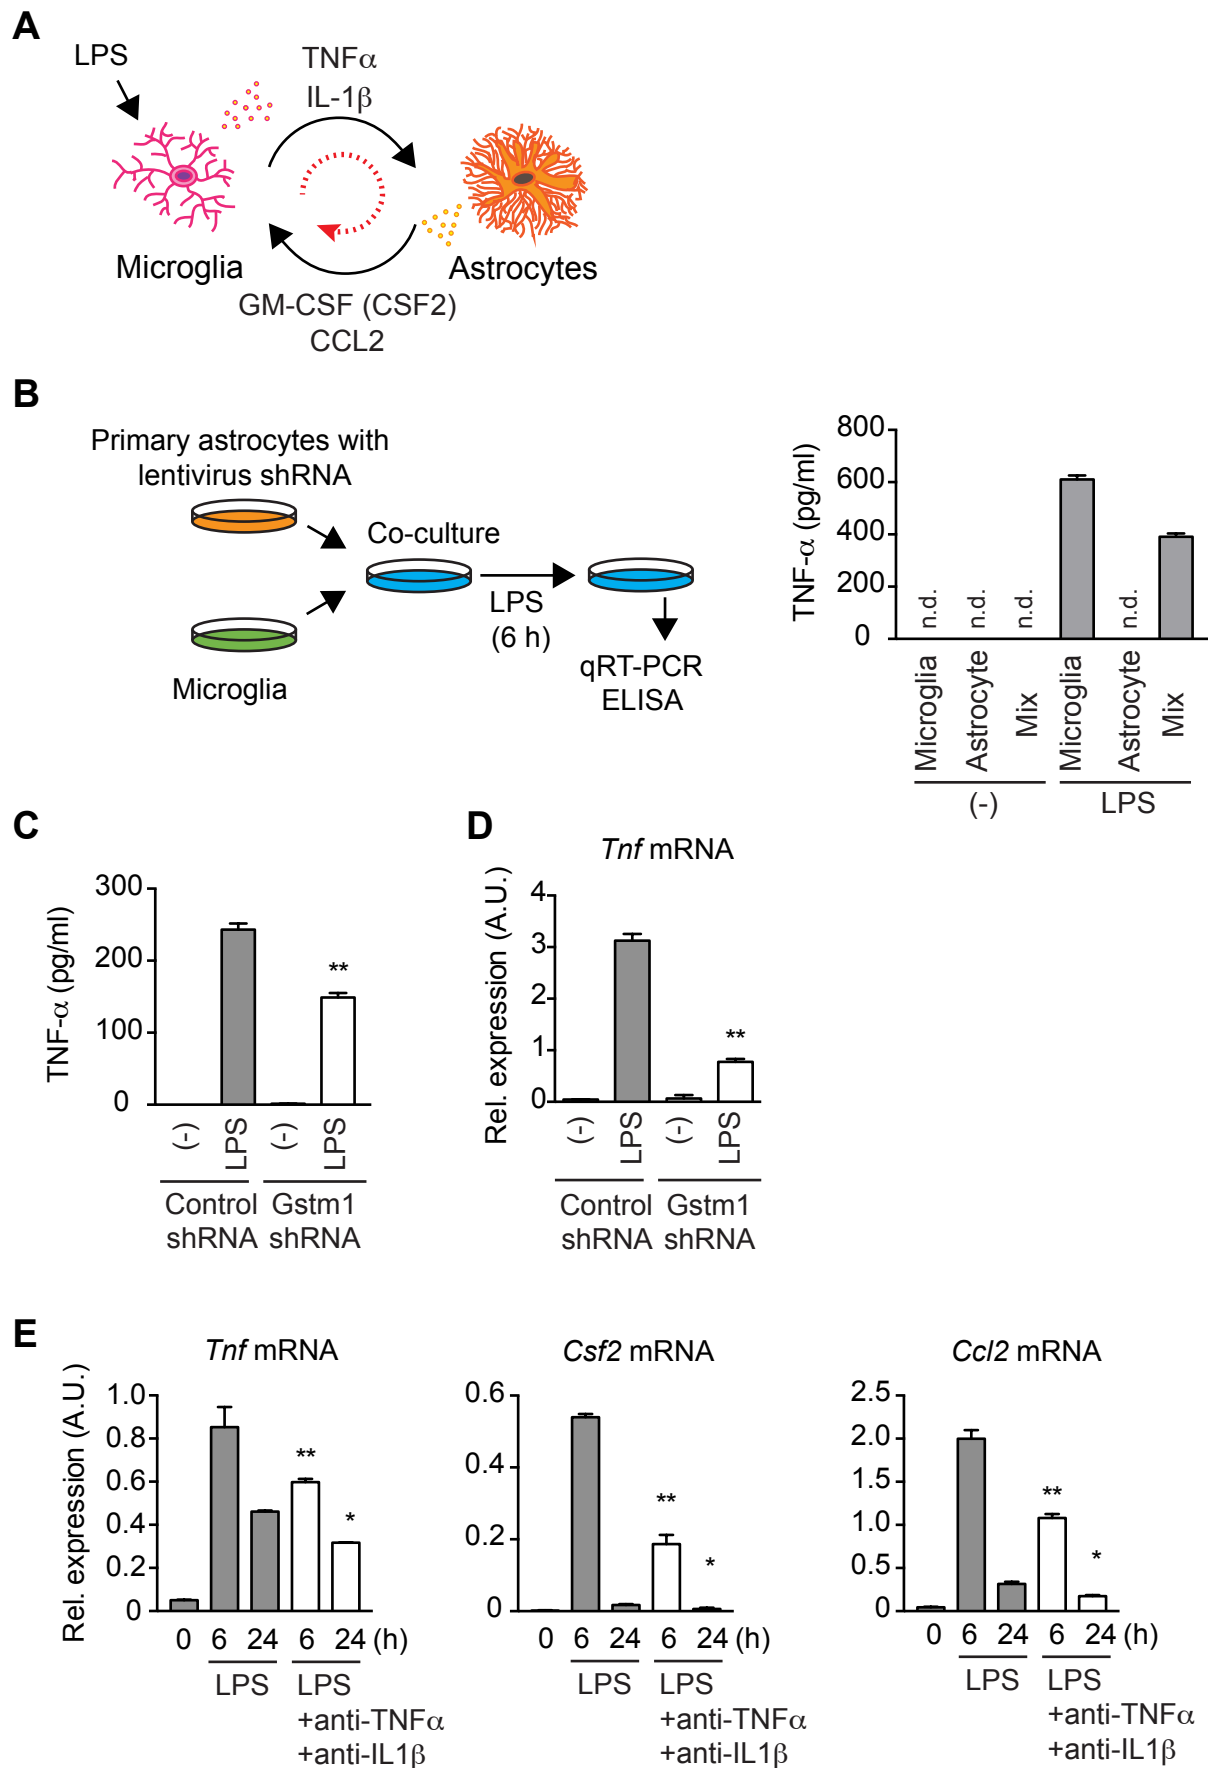 A
LPS
TNFα
IL-1β
Microglia
Astrocytes
GM-CSF (CSF2)
CCL2
B
Primary astrocytes with
lentivirus shRNA
Co-culture
LPS
(6 h)
Microglia
qRT-PCR
ELISA
TNF-α (pg/ml)
800
600
400
200
0
n.d.
n.d.
n.d.
n.d.
Microglia
Astrocyte
Mix
Microglia
Astrocyte
Mix
(-)
LPS
C
TNF-α (pg/ml)
300
200
100
0
**
(-)
LPS
(-)
LPS
Control
shRNA
Gstm1
shRNA
D
Tnf mRNA
Rel. expression (A.U.)
4
3
2
1
0
**
(-)
LPS
(-)
LPS
Control
shRNA
Gstm1
shRNA
E
Tnf mRNA
Rel. expression (A.U.)
1.0
0.8
0.6
0.4
0.2
0
**
*
0 6 24 6 24 (h)
LPS
LPS
+anti-TNFα
+anti-IL1β
Csf2 mRNA
0.6
0.4
0.2
0
**
*
0 6 24 6 24 (h)
LPS
LPS
+anti-TNFα
+anti-IL1β
Ccl2 mRNA
2.5
2.0
1.5
1.0
0.5
0
**
*
0 6 24 6 24 (h)
LPS
LPS
+anti-TNFα
+anti-IL1β